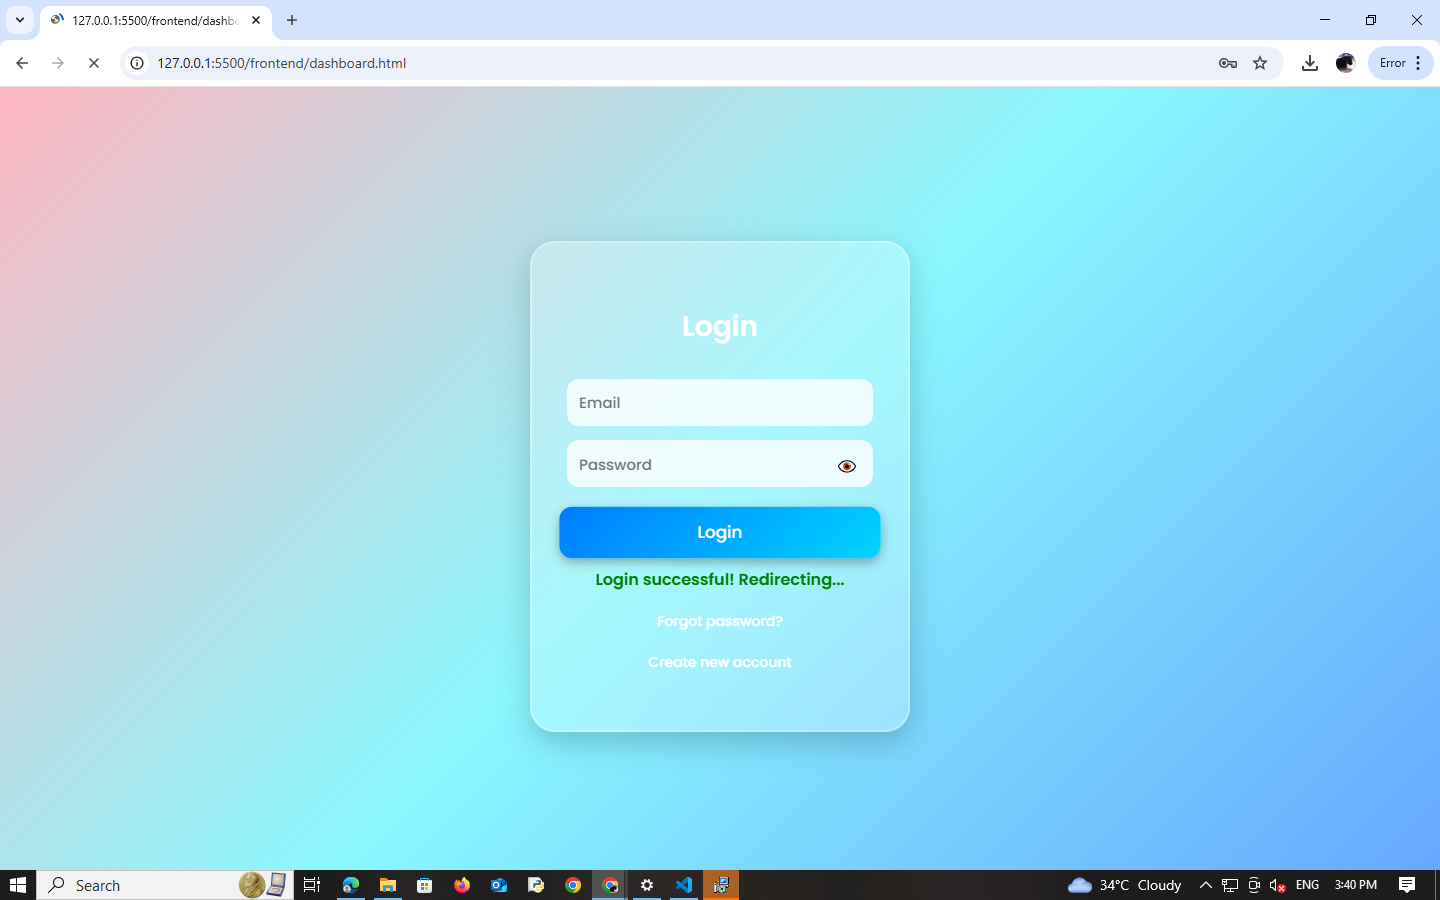 127.0.0.1:5500/frontend/dashbo
127.0.0.1:5500/frontend/dashboard.html
Error
Login
Email
Password
Login
Login successful! Redirecting...
Forgot password?
Create new account
Search
34°C Cloudy
ENG
3:40 PM